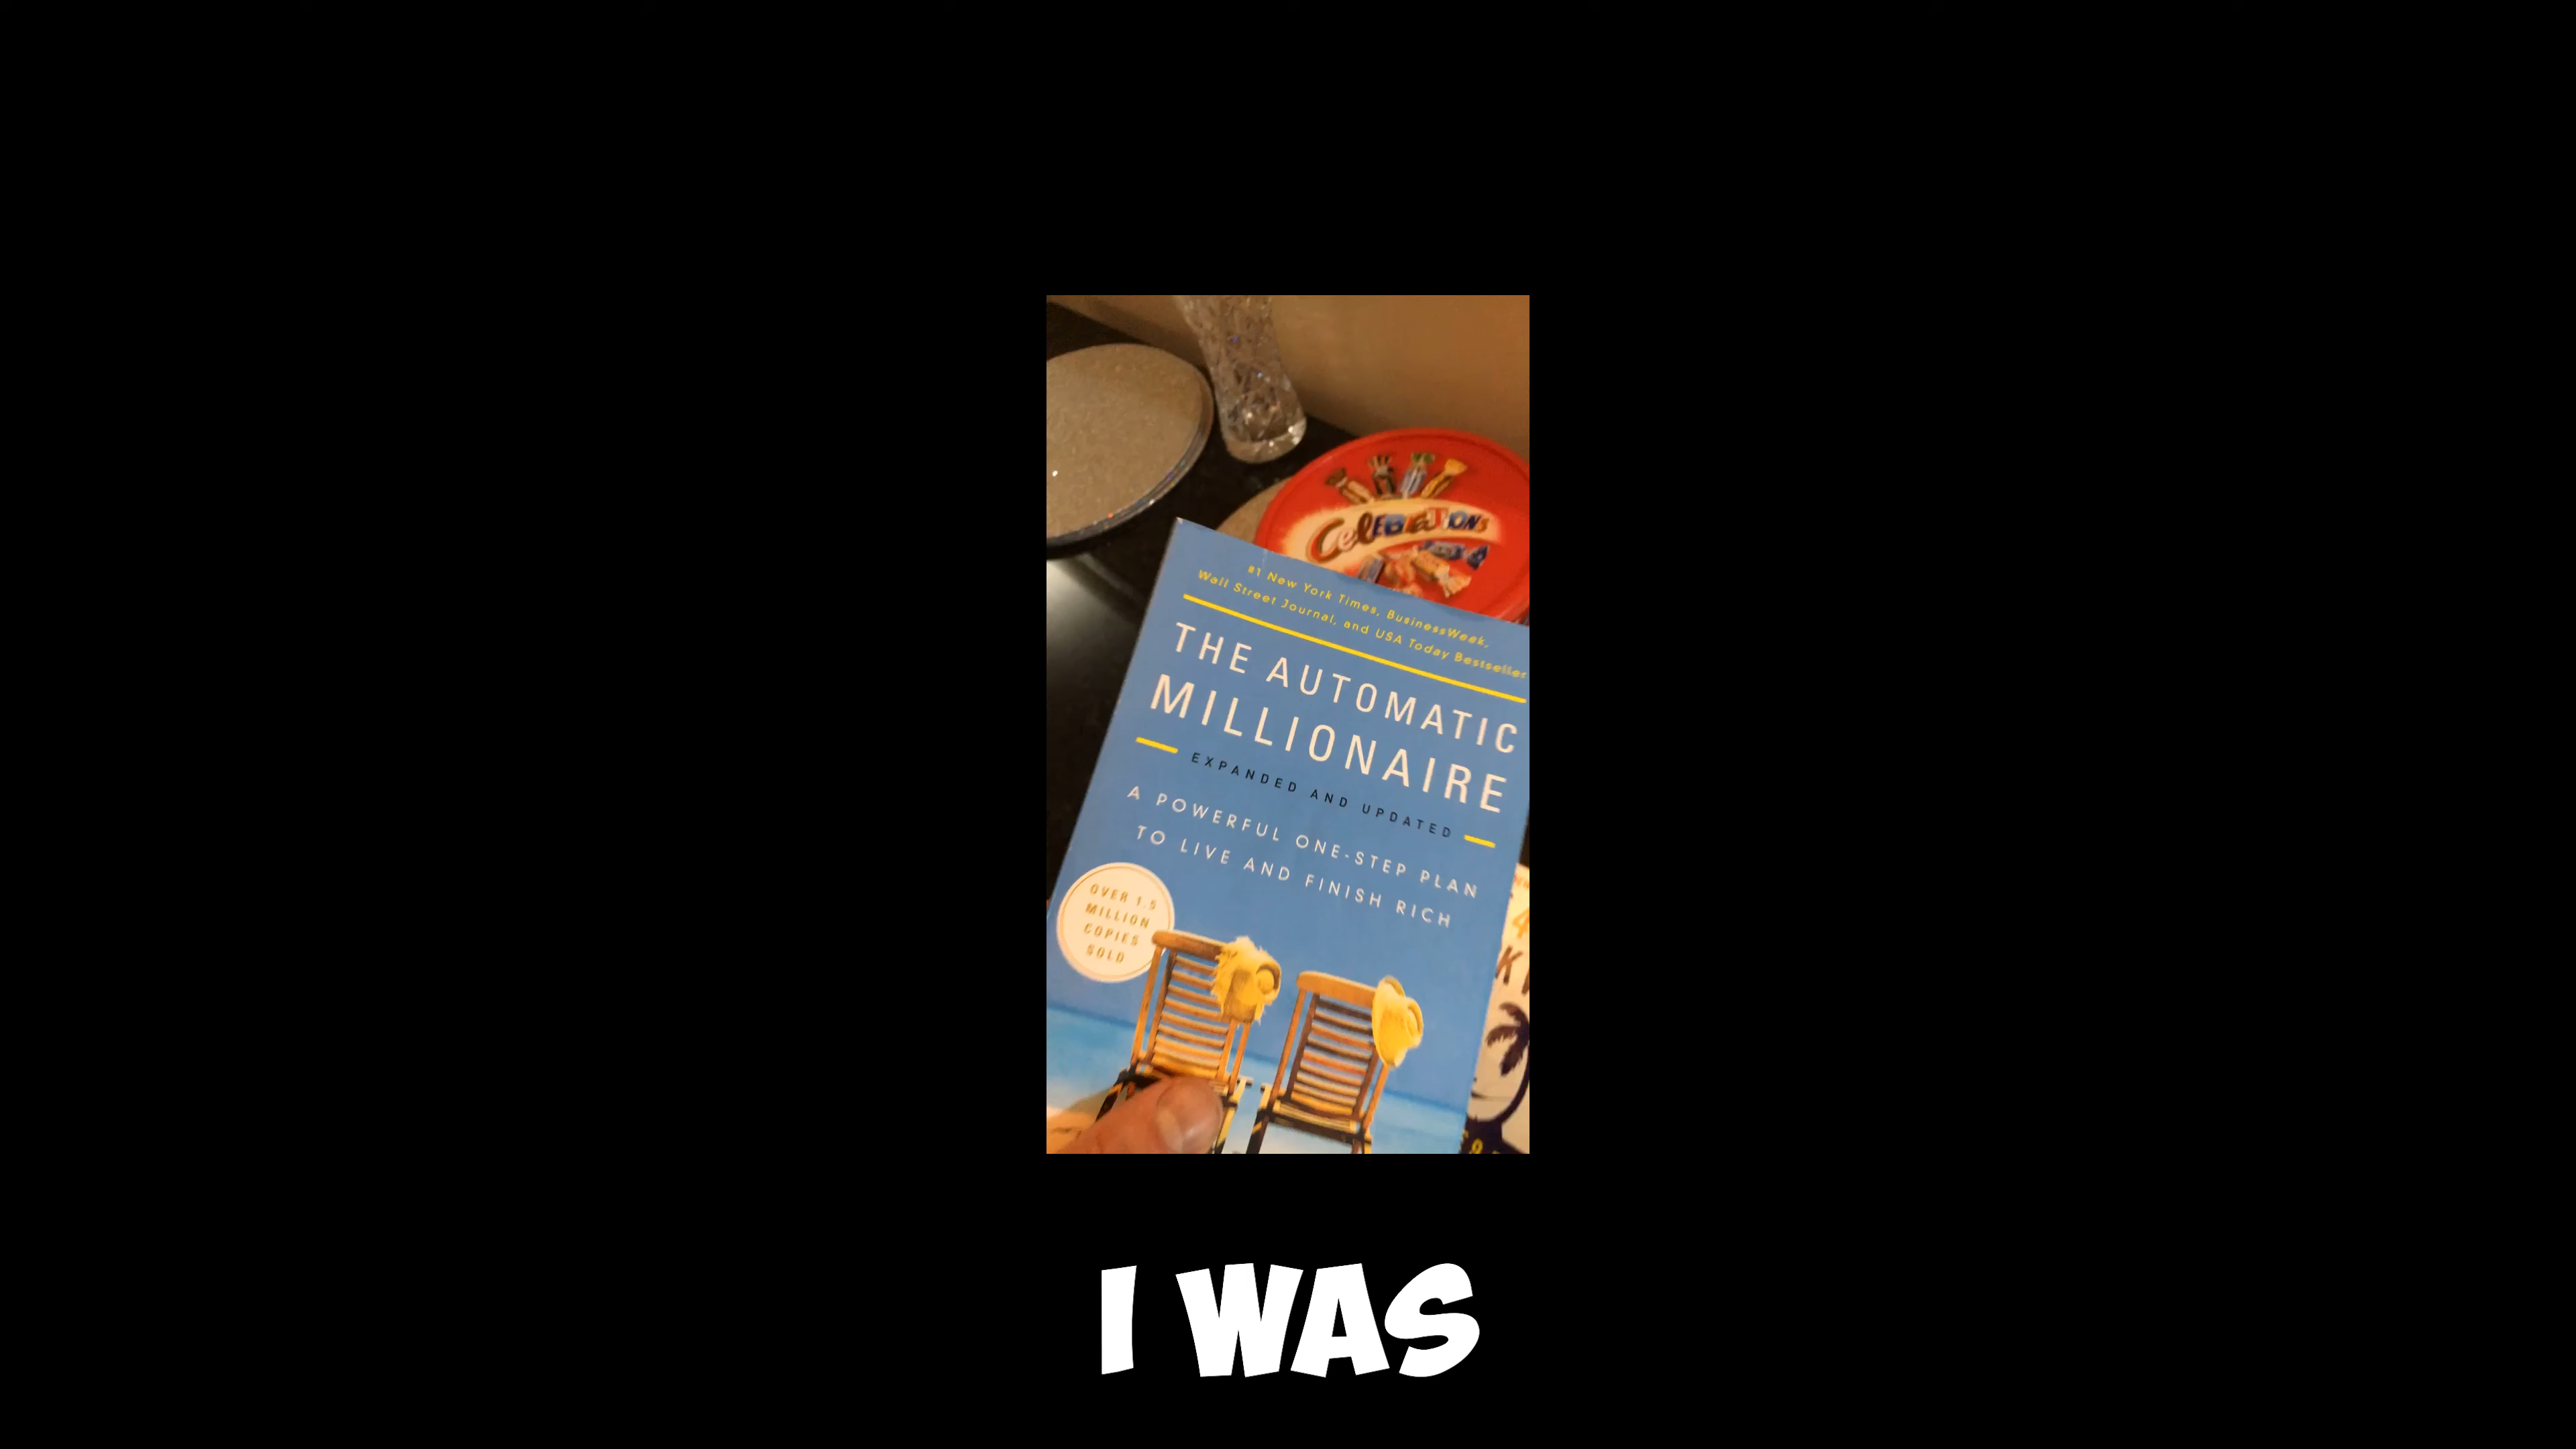 CELEBRATIONS
#1 New York Times, BusinessWeek,
Wall Street Journal, and USA Today Bestseller
THE AUTOMATIC
MILLIONAIRE
EXPANDED AND UPDATED
A POWERFUL ONE-STEP PLAN
TO LIVE AND FINISH RICH
OVER 1.5
MILLION
COPIES
SOLD
I WAS